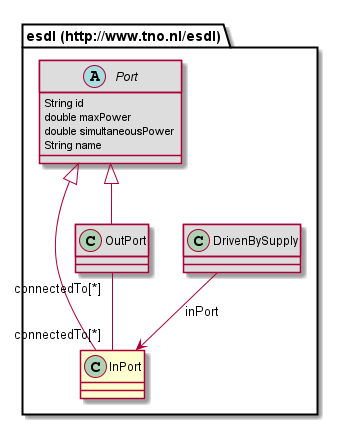 esdl (http://www.tno.nl/esdl)
A Port
String id
double maxPower
double simultaneousPower
String name
C OutPort
C DrivenBySupply
connectedTo[*]
inPort
connectedTo[*]
C InPort